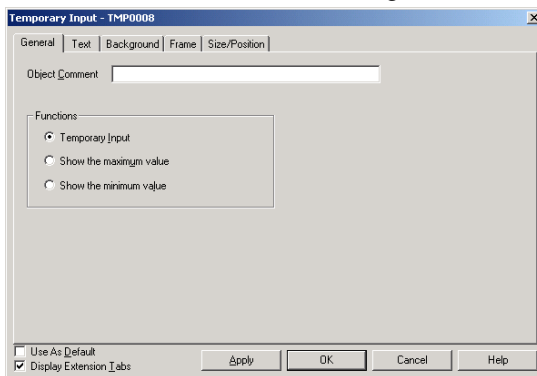 Temporary Input - TMP0008
General Text Background Frame Size/Position
Object Comment
Functions
Temporary Input
Show the maximum value
Show the minimum value
Use As Default
Display Extension Tabs
Apply OK Cancel Help